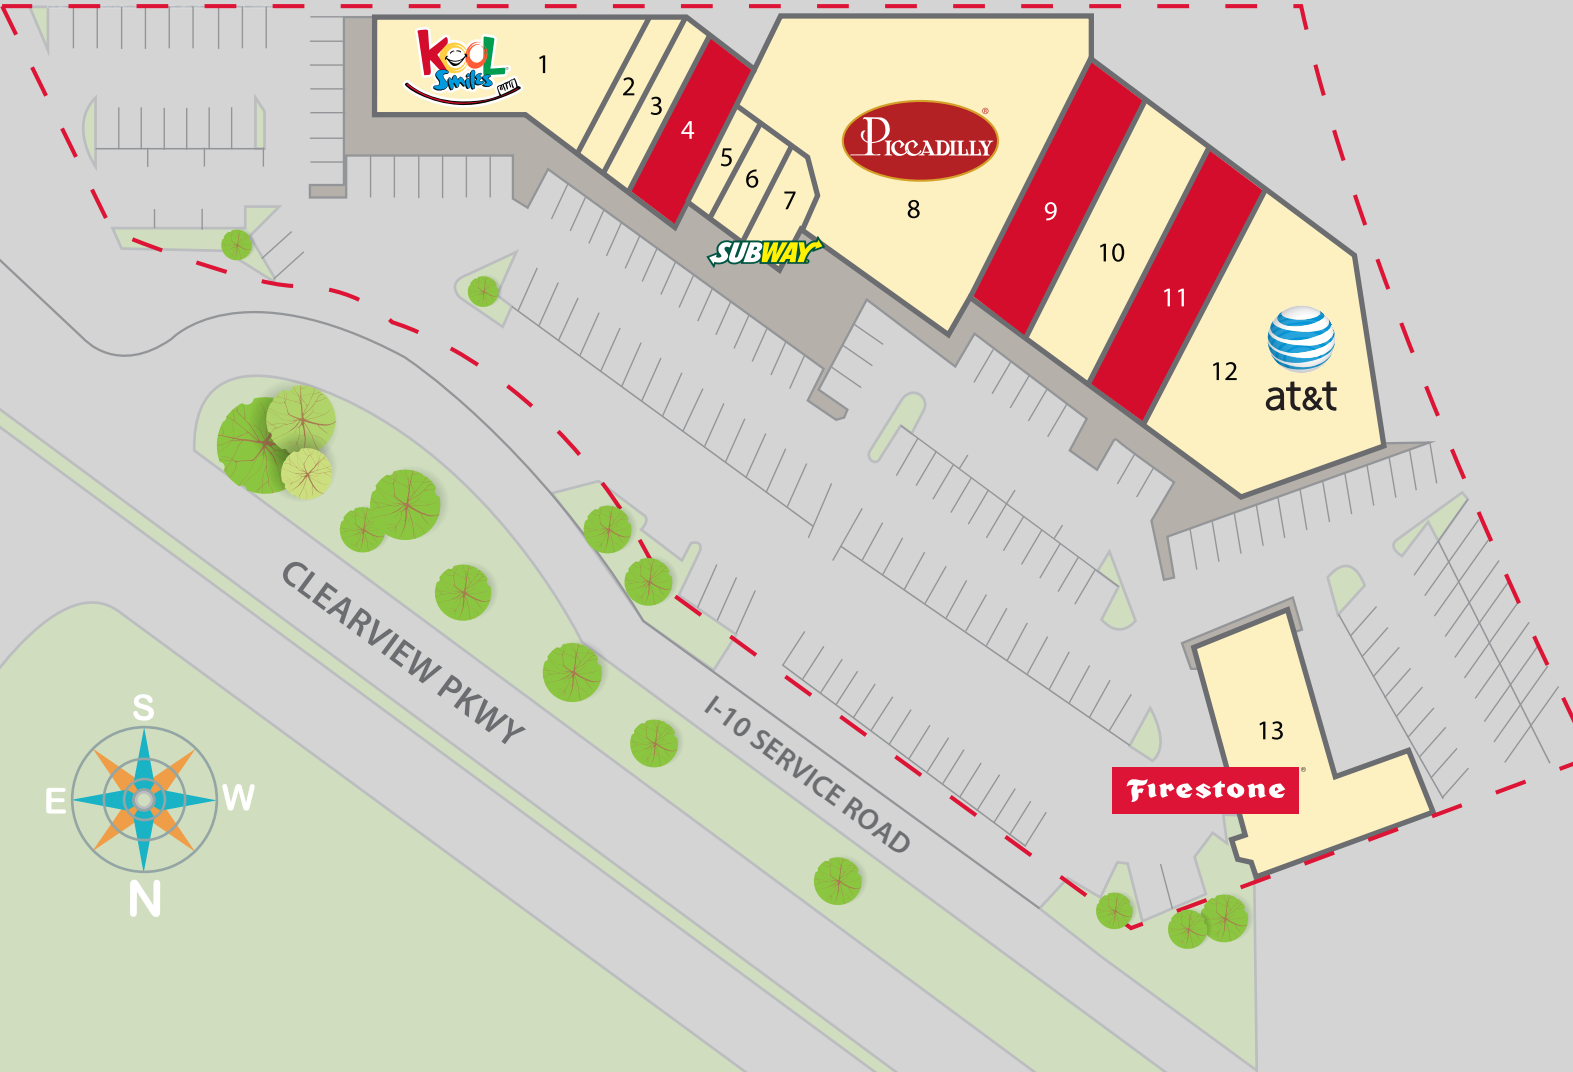 KOOL
Smiles
1
2
3
4
5
6
7
SUBWAY
PICCADILLY
®
8
9
10
11
12
at&t
13
Firestone
®
CLEARVIEW PKWY
I-10 SERVICE ROAD
S
E
W
N